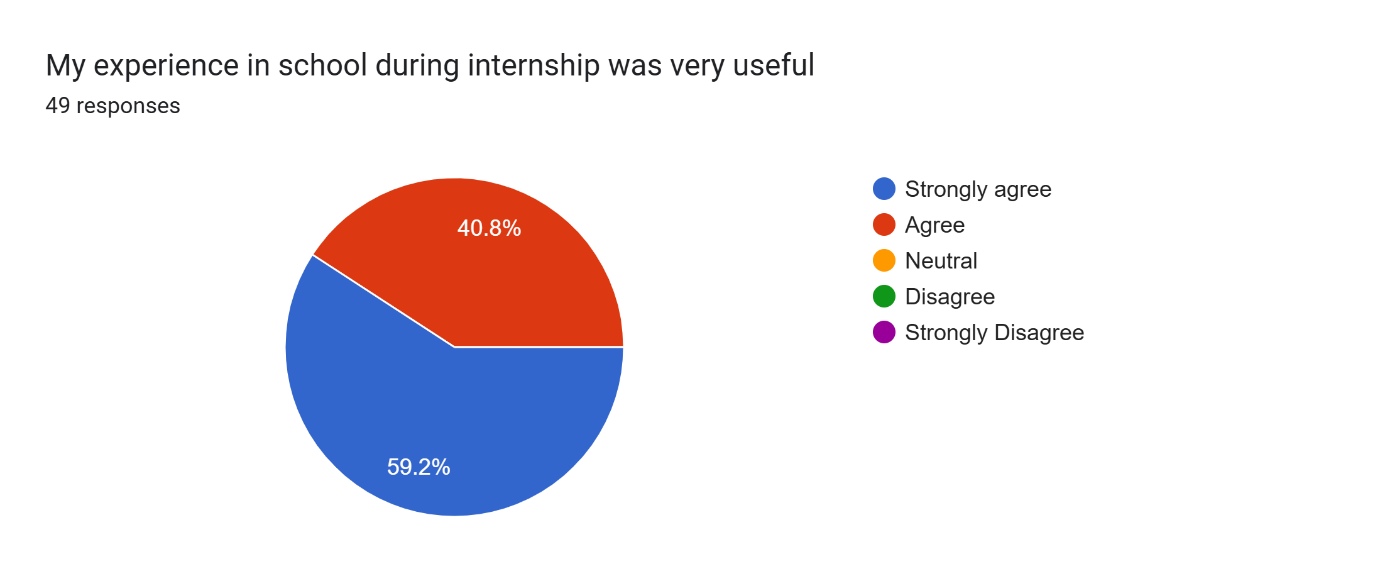 My experience in school during internship was very useful
49 responses
40.8%
59.2%
Strongly agree
Agree
Neutral
Disagree
Strongly Disagree